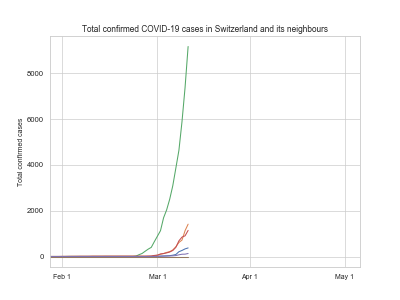 Total confirmed COVID-19 cases in Switzerland and its neighbours
Total confirmed cases
8000
6000
4000
2000
0
Feb 1
Mar 1
Apr 1
May 1